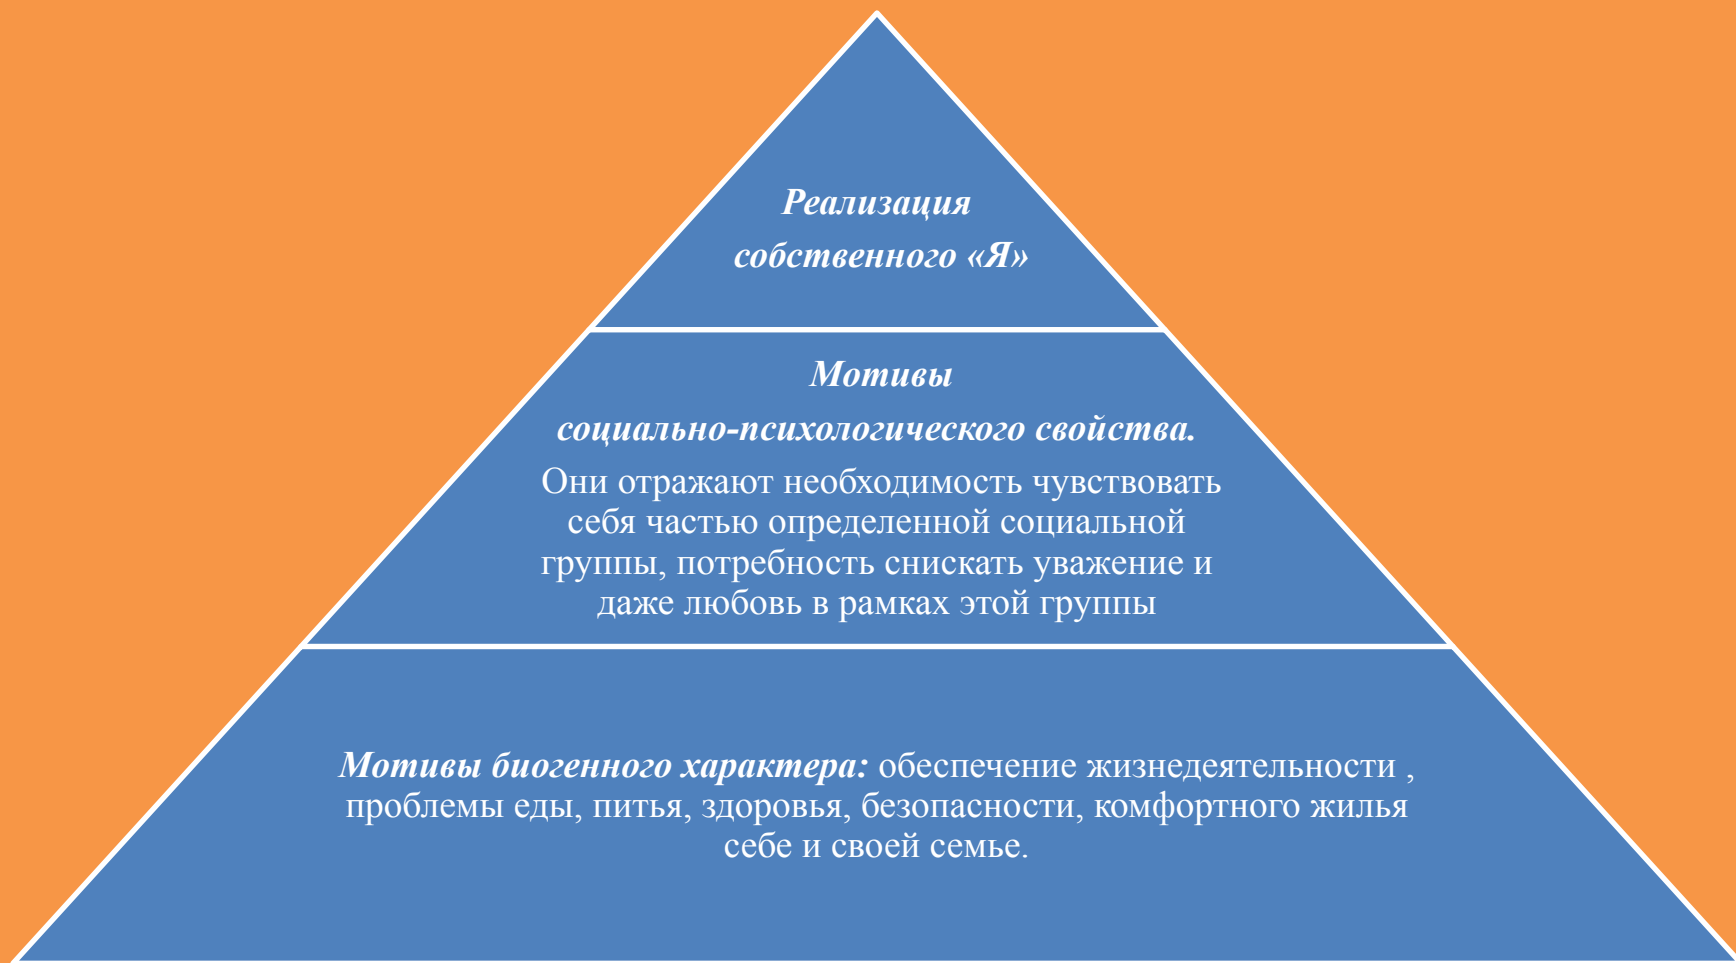 Реализация
собственного «Я»
Мотивы
социально-психологического свойства.
Они отражают необходимость чувствовать
себя частью определенной социальной
группы, потребность снискать уважение и
даже любовь в рамках этой группы
Мотивы биогенного характера: обеспечение жизнедеятельности ,
проблемы еды, питья, здоровья, безопасности, комфортного жилья
себе и своей семье.